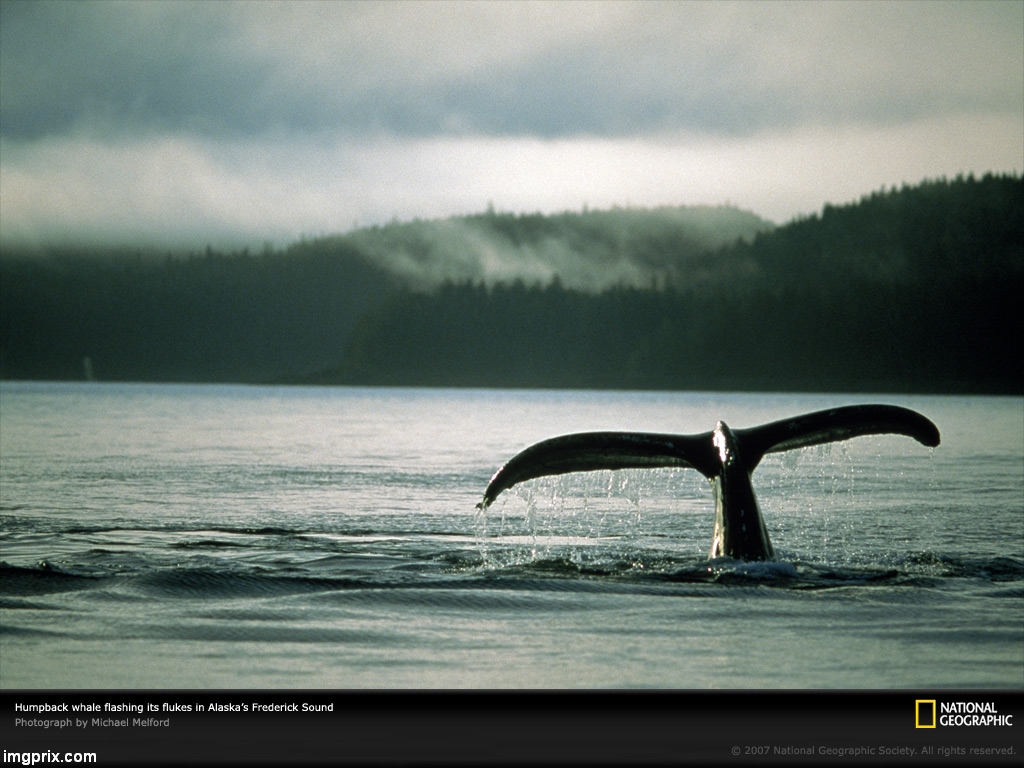 Humpback whale flashing its flukes in Alaska's Frederick Sound
Photograph by Michael Melford
NATIONAL
GEOGRAPHIC
© 2007 National Geographic Society. All rights reserved.
imgprix.com